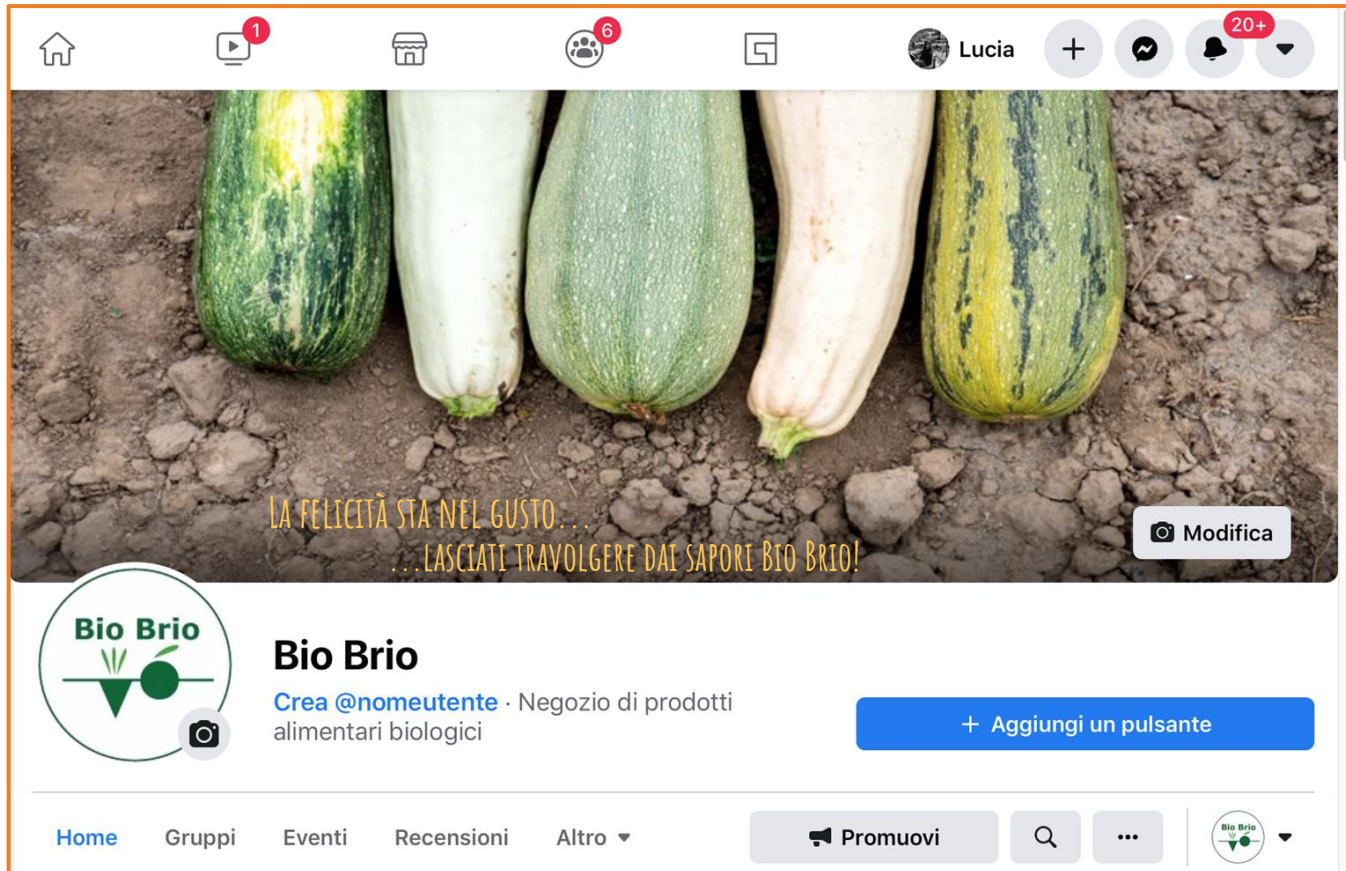 1
6
20+
Lucia
La felicità sta nel gusto...
...lasciati travolgere dai sapori Bio Brio!
Modifica
Bio Brio
Bio Brio
Crea @nomeutente · Negozio di prodotti
alimentari biologici
+ Aggiungi un pulsante
Home Gruppi Eventi Recensioni Altro
Promuovi
Bio Brio